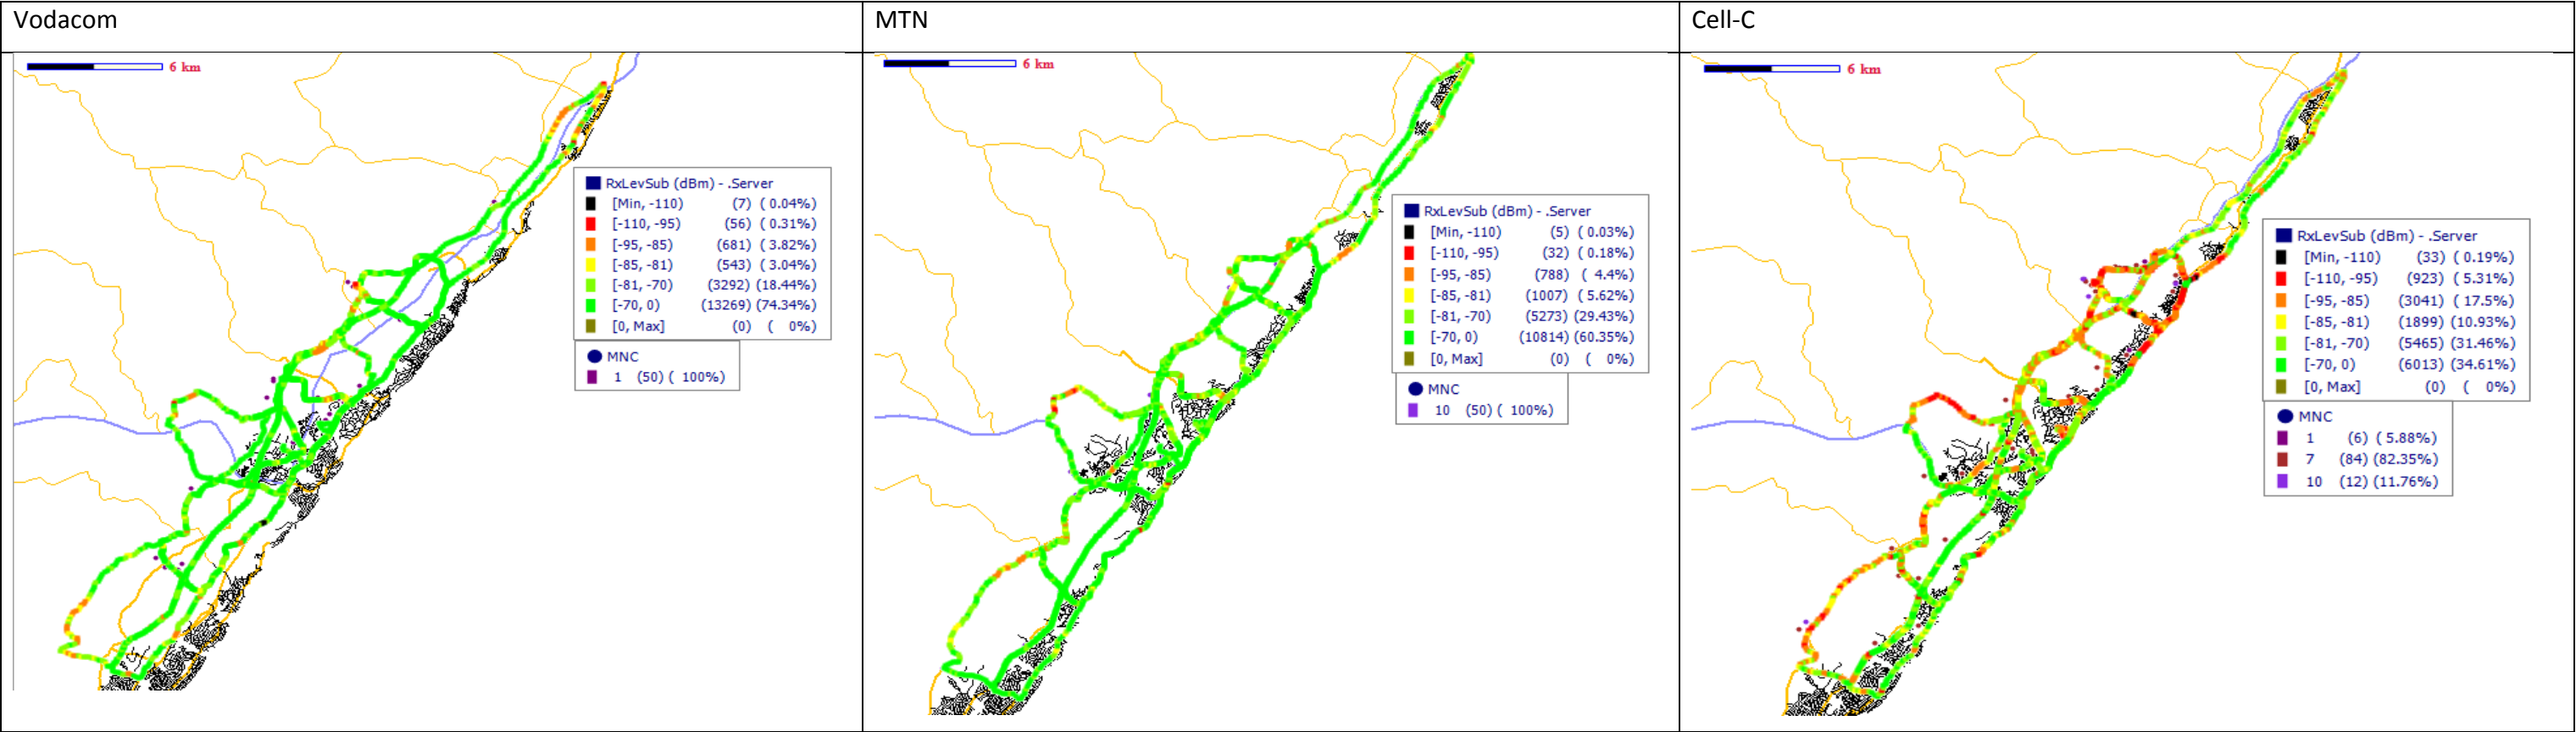 Vodacom
6 km
RxLevSub (dBm) - .Server
[Min, -110) (7) ( 0.04%)
[-110, -95) (56) ( 0.31%)
[-95, -85) (681) ( 3.82%)
[-85, -81) (543) ( 3.04%)
[-81, -70) (3292) (18.44%)
[-70, 0) (13269) (74.34%)
[0, Max] (0) ( 0%)
MNC
1 (50) ( 100%)
MTN
6 km
RxLevSub (dBm) - .Server
[Min, -110) (5) ( 0.03%)
[-110, -95) (32) ( 0.18%)
[-95, -85) (788) ( 4.4%)
[-85, -81) (1007) ( 5.62%)
[-81, -70) (5273) (29.43%)
[-70, 0) (10814) (60.35%)
[0, Max] (0) ( 0%)
MNC
10 (50) ( 100%)
Cell-C
6 km
RxLevSub (dBm) - .Server
[Min, -110) (33) ( 0.19%)
[-110, -95) (923) ( 5.31%)
[-95, -85) (3041) ( 17.5%)
[-85, -81) (1899) (10.93%)
[-81, -70) (5465) (31.46%)
[-70, 0) (6013) (34.61%)
[0, Max] (0) ( 0%)
MNC
1 (6) ( 5.88%)
7 (84) (82.35%)
10 (12) (11.76%)